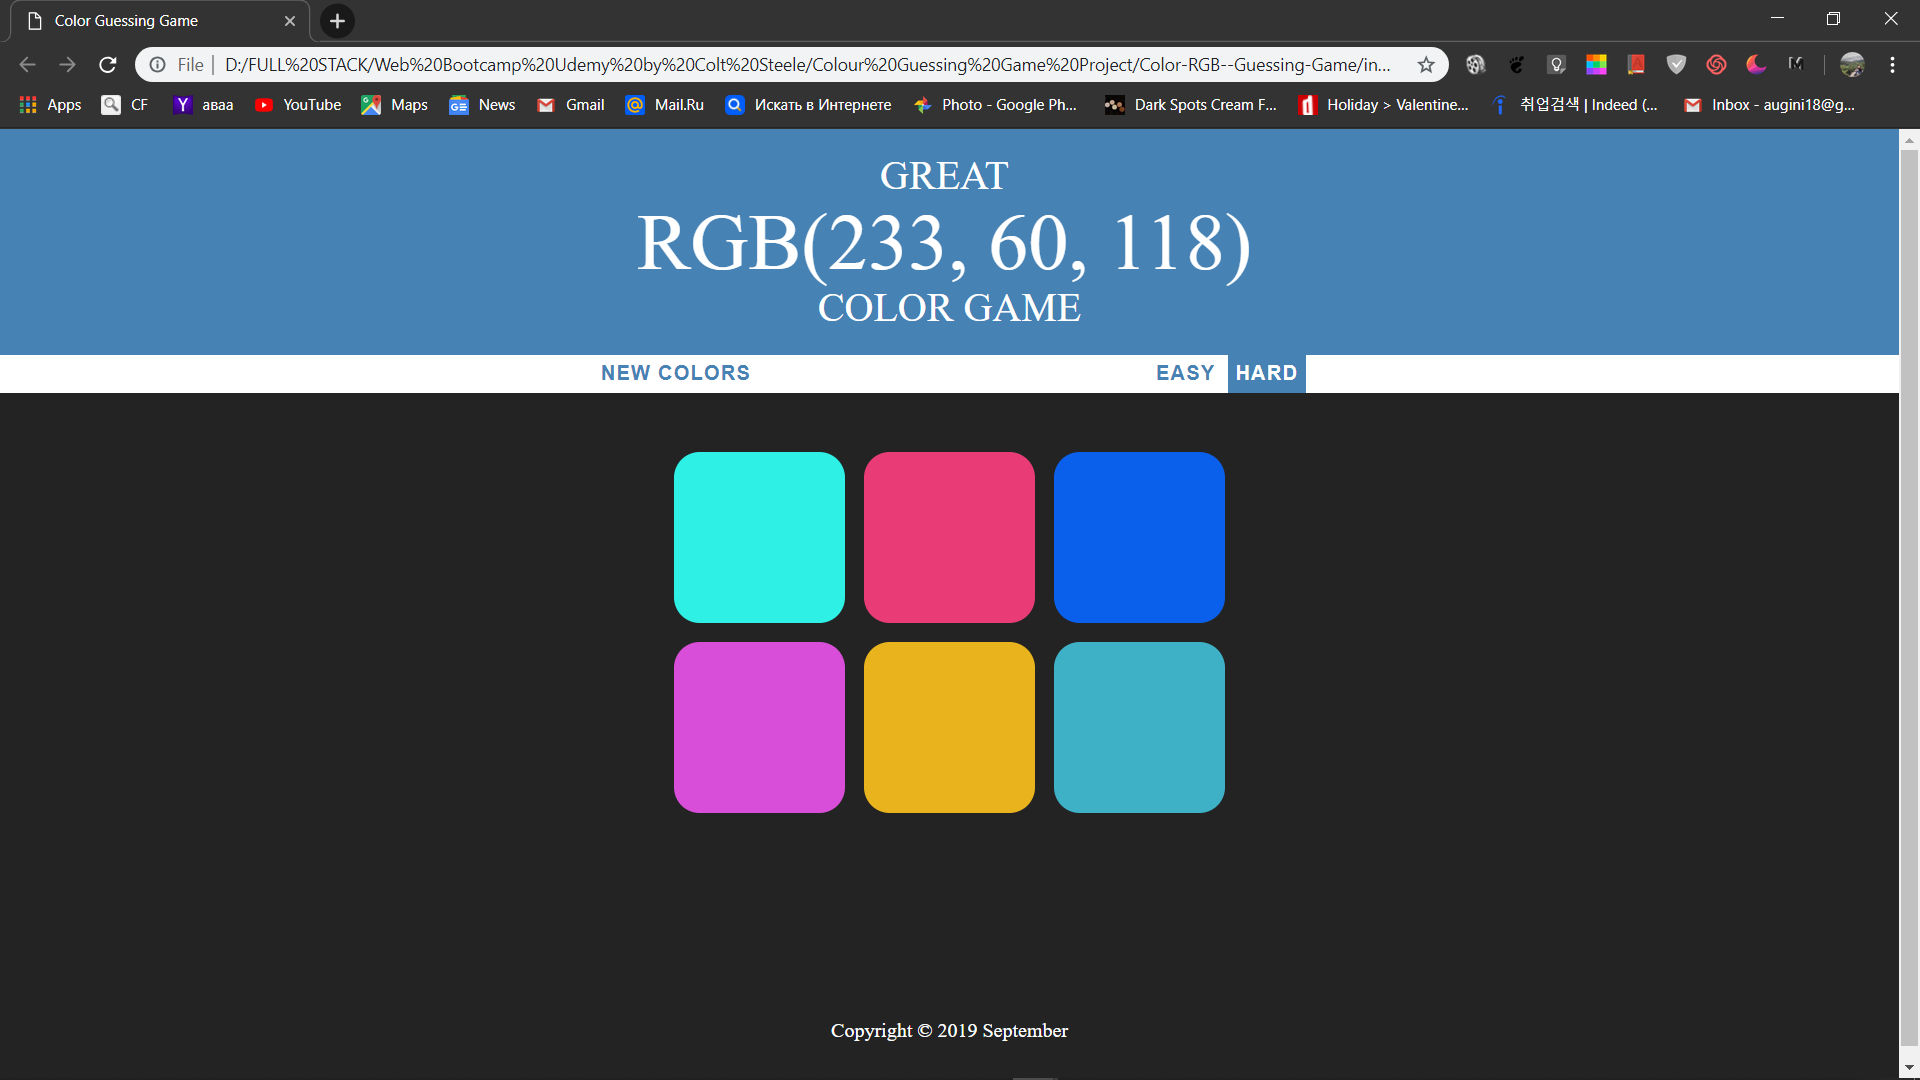 Color Guessing Game
File | D:/FULL%20STACK/Web%20Bootcamp%20Udemy%20by%20Colt%20Steele/Colour%20Guessing%20Game%20Project/Color-RGB--Guessing-Game/in...
Apps CF аваа YouTube Maps News Gmail Mail.Ru Искать в Интернете Photo - Google Ph... Dark Spots Cream F... Holiday > Valentine... 취업검색 | Indeed (... Inbox - augini18@g...
GREAT
RGB(233, 60, 118)
COLOR GAME
NEW COLORS EASY HARD
Copyright © 2019 September